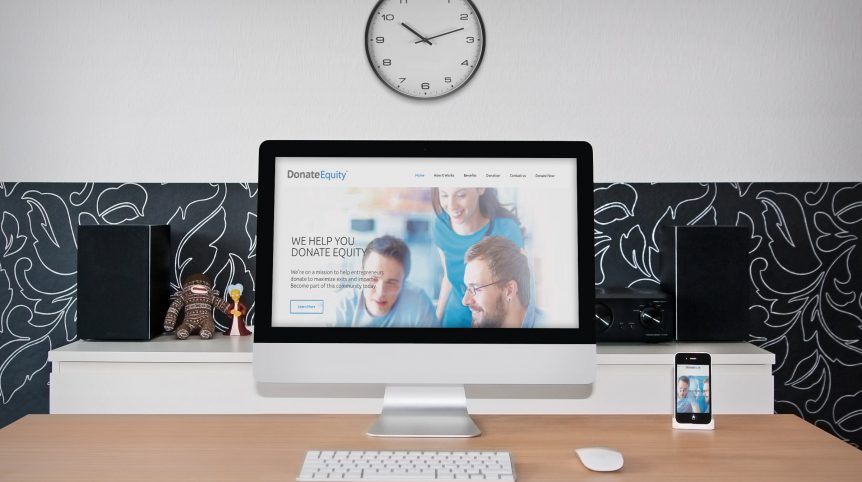 10 2
9 3
8 4
7 5
6
DonateEquity
Home How It Works Benefits Donation Contact us Donate Now
WE HELP YOU
DONATE EQUITY
We're on a mission to help entrepreneurs
donate to maximize exits and impacts.
Become part of this community today.
Learn More